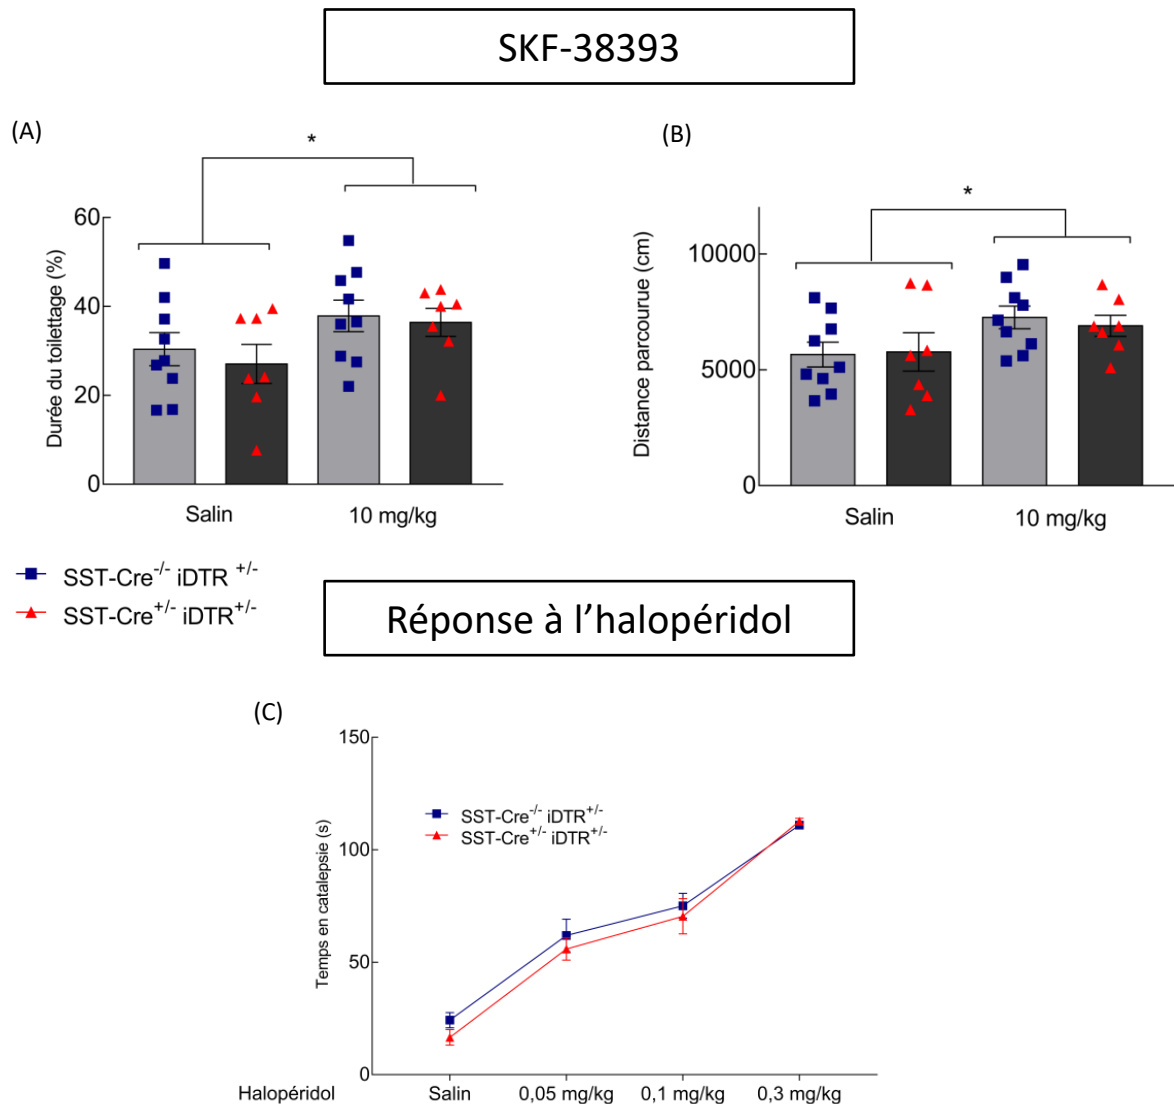 SKF-38393
(A)
(B)
*
*
Durée du toilettage (%)
60
40
20
0
Salin
10 mg/kg
Distance parcourue (cm)
10000
5000
0
Salin
10 mg/kg
SST-Cre-/- iDTR +/-
SST-Cre+/- iDTR+/-
Réponse à l’halopéridol
(C)
Temps en catalepsie (s)
150
100
50
0
SST-Cre-/- iDTR+/-
SST-Cre+/- iDTR+/-
Halopéridol
Salin
0,05 mg/kg
0,1 mg/kg
0,3 mg/kg